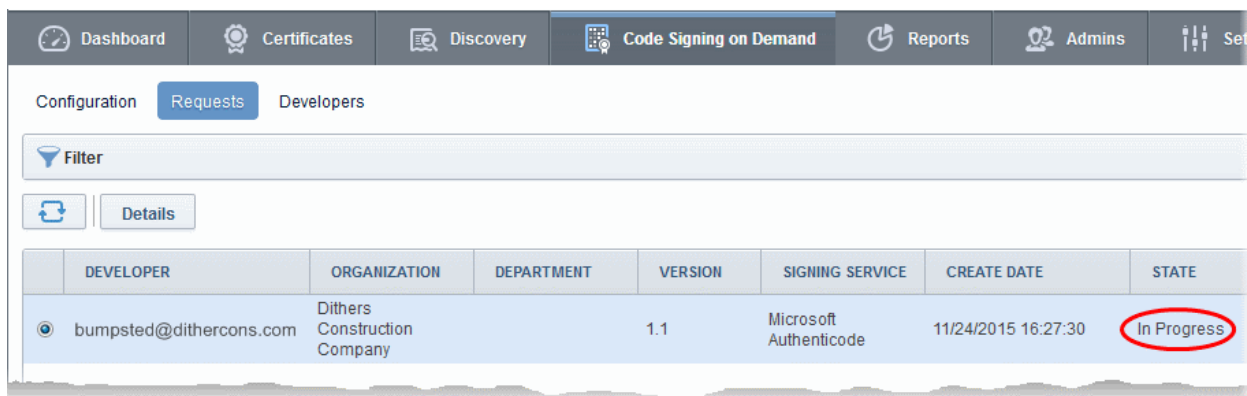 Dashboard Certificates Discovery Code Signing on Demand Reports Admins
Configuration Requests Developers
Filter
Details
DEVELOPER ORGANIZATION DEPARTMENT VERSION SIGNING SERVICE CREATE DATE STATE
bumpsted@dithercons.com Dithers Construction Company 1.1 Microsoft Authenticode 11/24/2015 16:27:30 In Progress